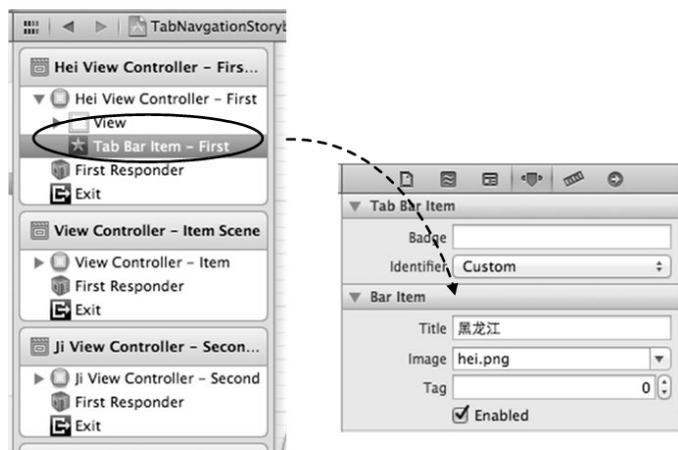 TabNavgationStoryb
Hei View Controller – Firs...
Hei View Controller – First
View
Tab Bar Item – First
First Responder
Exit
View Controller – Item Scene
View Controller – Item
First Responder
Exit
Ji View Controller – Secon...
Ji View Controller – Second
First Responder
Exit
Tab Bar Item
Badge
Identifier Custom
Bar Item
Title 黑龙江
Image hei.png
Tag 0
Enabled